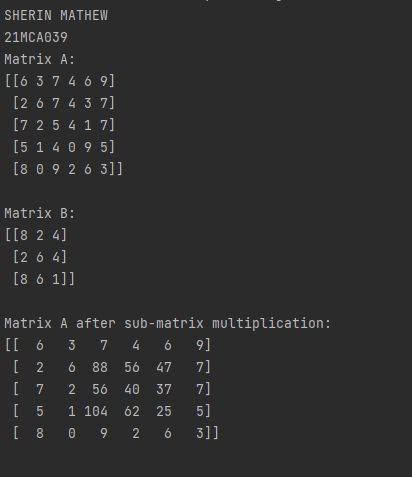 SHERIN MATHEW
21MCA039
Matrix A:
[[6 3 7 4 6 9]
 [2 6 7 4 3 7]
 [7 2 5 4 1 7]
 [5 1 4 0 9 5]
 [8 0 9 2 6 3]]

Matrix B:
[[8 2 4]
 [2 6 4]
 [8 6 1]]

Matrix A after sub-matrix multiplication:
[[  6   3   7   4   6   9]
 [  2   6  88  56  47   7]
 [  7   2  56  40  37   7]
 [  5   1 104  62  25   5]
 [  8   0   9   2   6   3]]